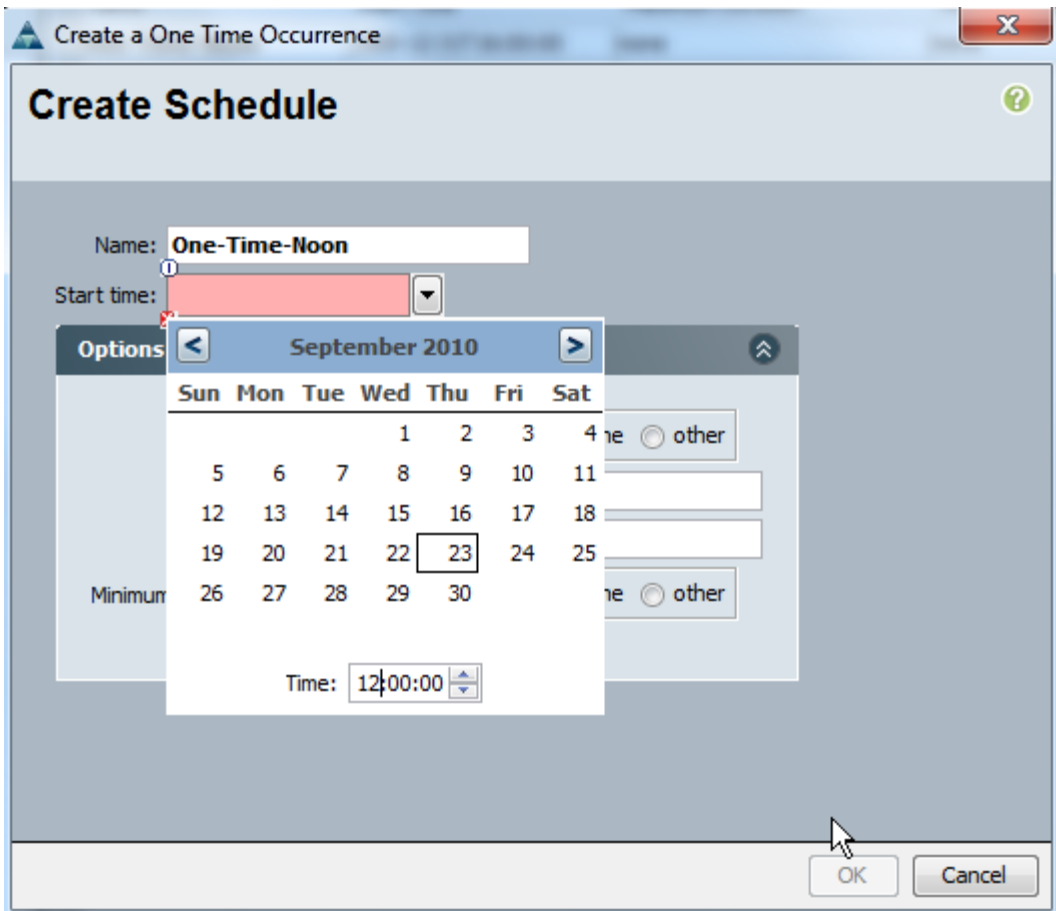 Create a One Time Occurrence
Create Schedule
Name: One-Time-Noon
Start time:
Options
< September 2010 >
Sun Mon Tue Wed Thu Fri Sat
1 2 3 4
5 6 7 8 9 10 11
12 13 14 15 16 17 18
19 20 21 22 23 24 25
26 27 28 29 30
other
Minimum
other
Time: 12:00:00
OK Cancel